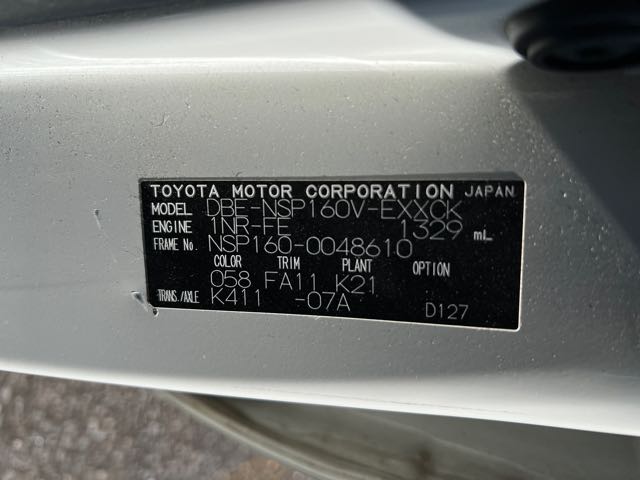 TOYOTA MOTOR CORPORATION JAPAN
MODEL DBE-NSP160V-EXXCK
ENGINE 1NR-FE 1329 mL
FRAME No. NSP160-0048610
COLOR TRIM PLANT OPTION
058 FA11 K21
TRANS./AXLE K411 -07A
D127